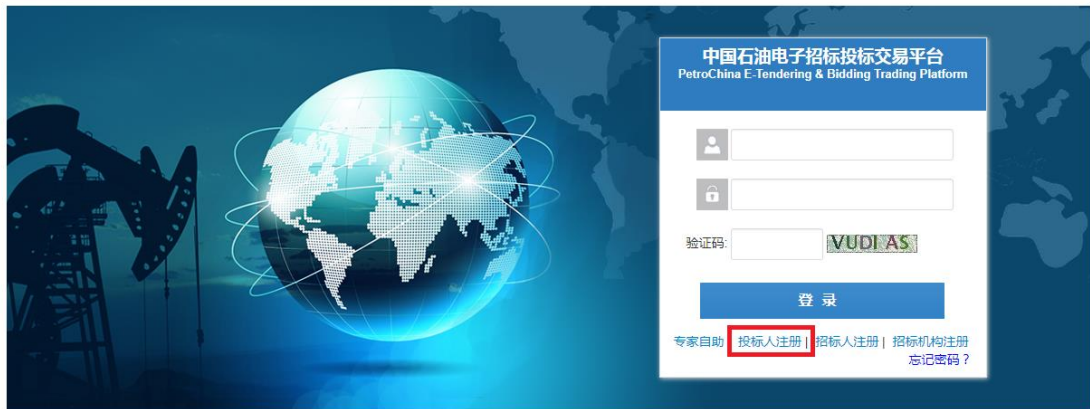 中国石油电子招标投标交易平台
PetroChina E-Tendering & Bidding Trading Platform
验证码: VUDI AS
登 录
专家自助 投标人注册 | 招标人注册 | 招标机构注册
忘记密码？